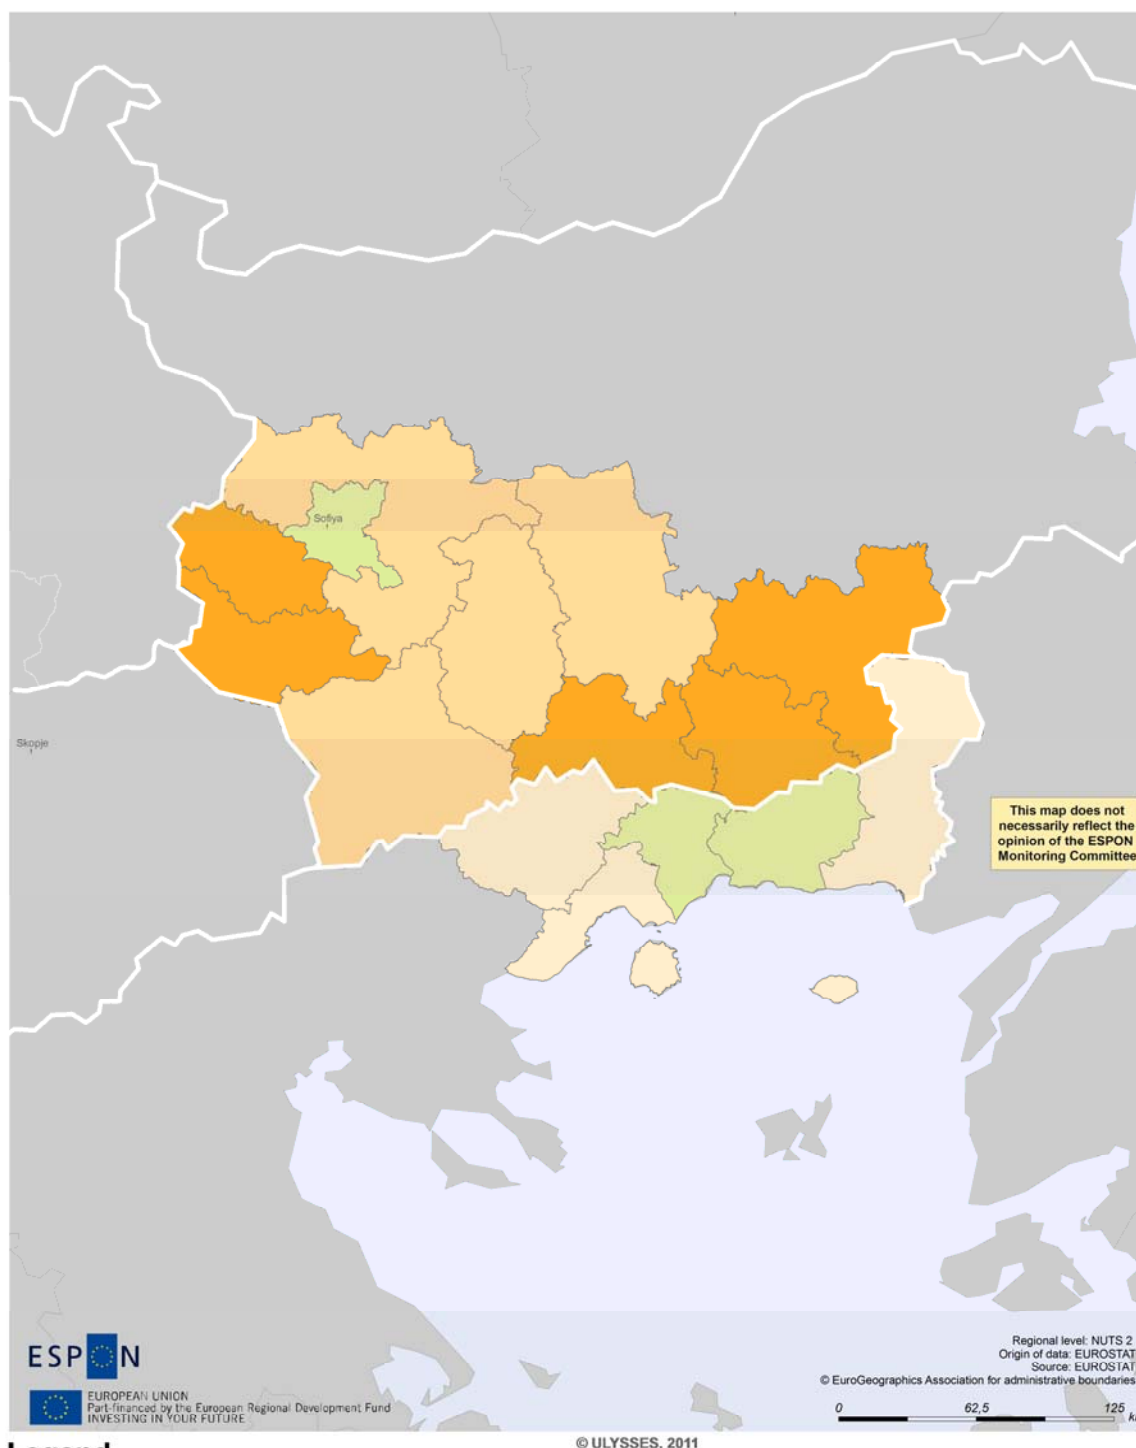 Sofiya
Skopje
This map does not
necessarily reflect the
opinion of the ESPON
Monitoring Committee
ESPON
EUROPEAN UNION
Part-financed by the European Regional Development Fund
INVESTING IN YOUR FUTURE
Regional level: NUTS 2
Origin of data: EUROSTAT
Source: EUROSTAT
© EuroGeographics Association for administrative boundaries
0 62,5 125
© ULYSSES, 2011
Legend